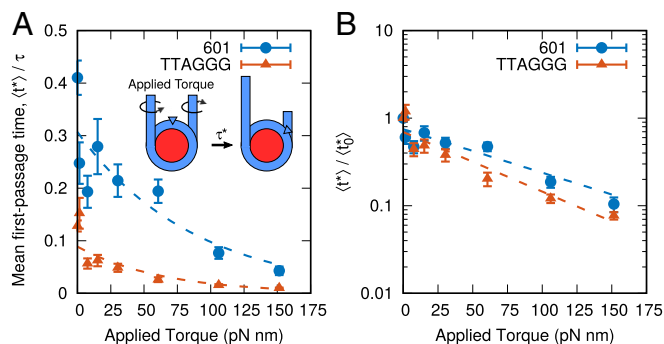 A
Mean first-passage time, ⟨t*⟩ / τ
0.5
0.4
0.3
0.2
0.1
0
601
TTAGGG
Applied Torque
τ*
0 25 50 75 100 125 150 175
Applied Torque (pN nm)
B
⟨t*⟩ / ⟨t*0⟩
10
1
0.1
0.01
601
TTAGGG
0 25 50 75 100 125 150 175
Applied Torque (pN nm)